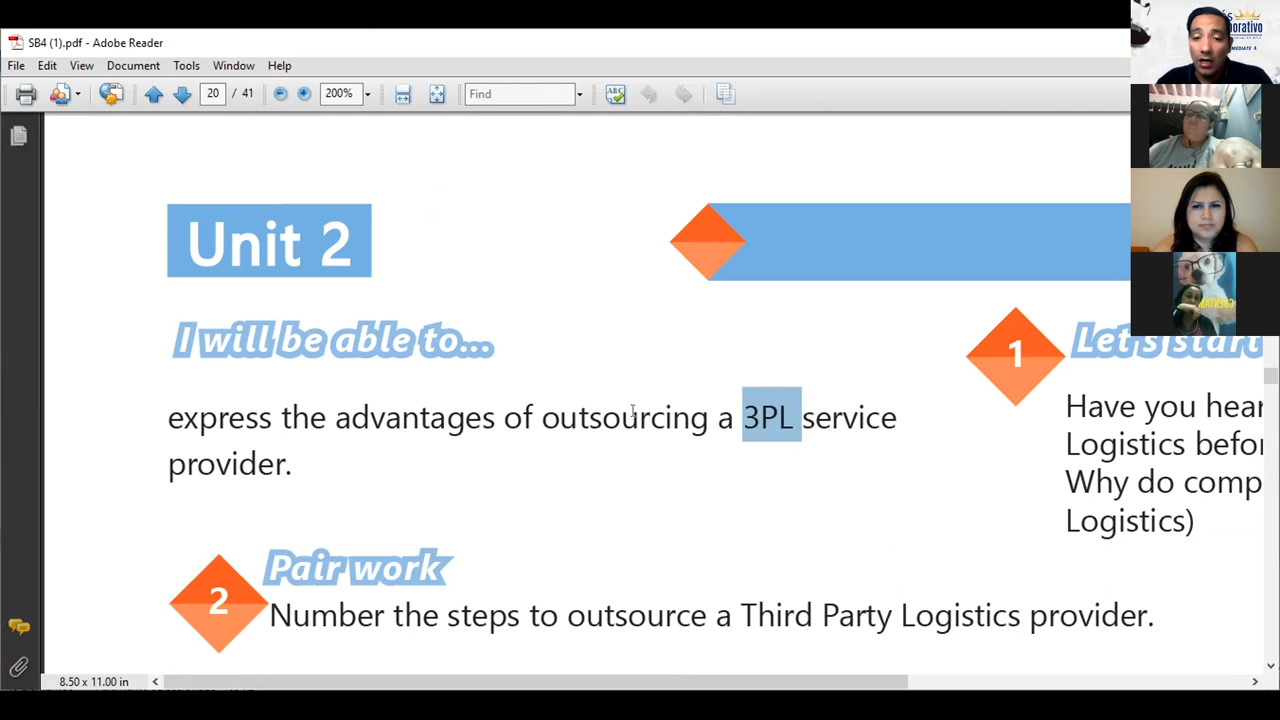 SB4 (1).pdf - Adobe Reader
File Edit View Document Tools Window Help
20 / 41 200% Find
Unit 2
I will be able to...
express the advantages of outsourcing a 3PL service
provider.
1 Let's start
Have you hear
Logistics befor
Why do comp
Logistics)
2 Pair work
Number the steps to outsource a Third Party Logistics provider.
8.50 x 11.00 in